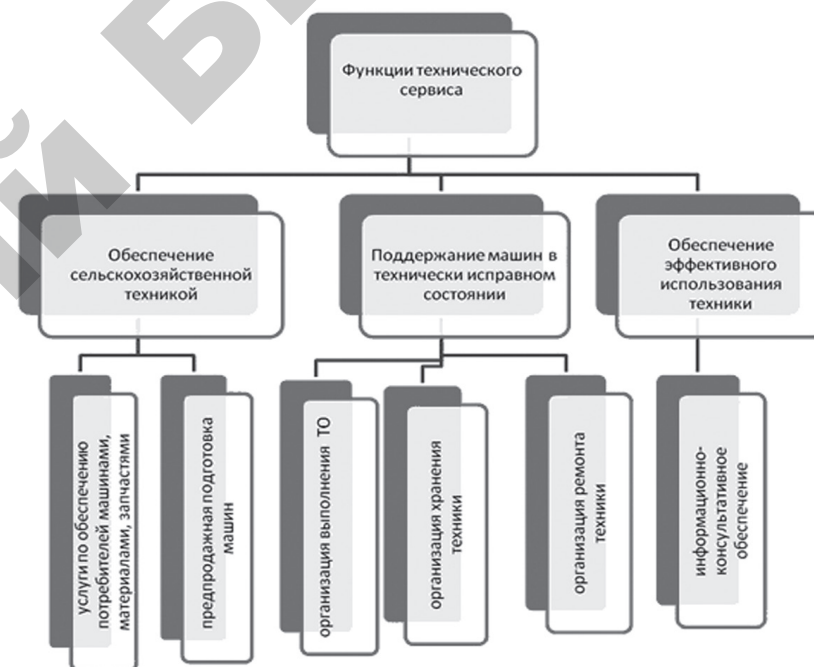 Функции технического
сервиса
Обеспечение
сельскохозяйственной
техникой
Поддержание машин в
технически исправном
состоянии
Обеспечение
эффективного
использования
техники
услуги по обеспечению
потребителей машинами,
материалами, запчастями
предпродажная подготовка
машин
организация выполнения ТО
организация хранения
техники
организация ремонта
техники
информационно-
консультативное
обеспечение